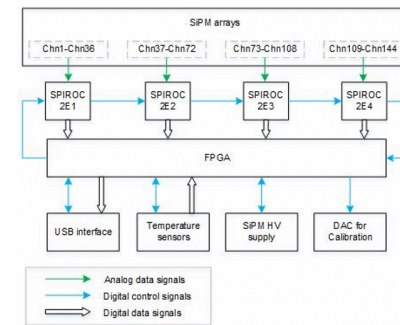 SiPM arrays
Chn1-Chn36 Chn37-Chn72 Chn73-Chn108 Chn109-Chn144
SPIROC SPIROC SPIROC SPIROC
2E1 2E2 2E3 2E4
FPGA
USB interface Temperature sensors SiPM HV supply DAC for Calibration
Analog data signals
Digital control signals
Digital data signals